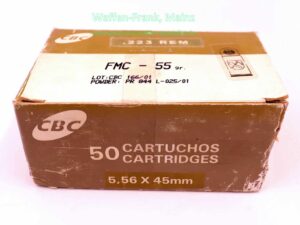 Waffen-Frank, Mainz
CBC
.223 REM
FMC - 55 gr.
LOT: CBC 166/01
POWDER: PR 844 L-025/01
CBC
50 CARTUCHOS
CARTRIDGES
5,56 X 45mm